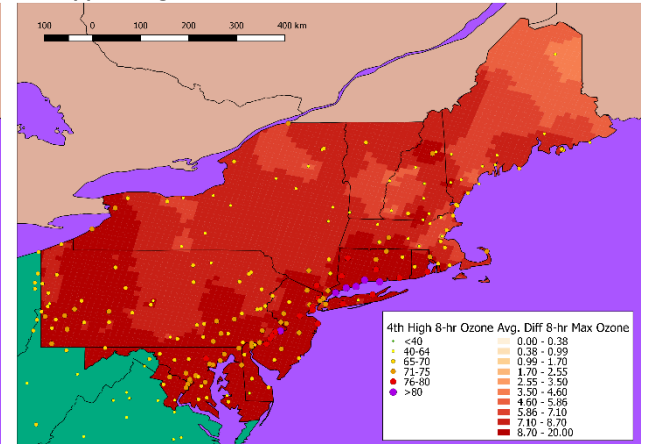 100 0 100 200 300 400 km
4th High 8-hr Ozone Avg. Diff 8-hr Max Ozone
<40 0.00 - 0.38
40-64 0.38 - 0.99
65-70 0.99 - 1.70
71-75 1.70 - 2.55
76-80 2.55 - 3.50
>80 3.50 - 4.60
4.60 - 5.86
5.86 - 7.10
7.10 - 8.70
8.70 - 20.00